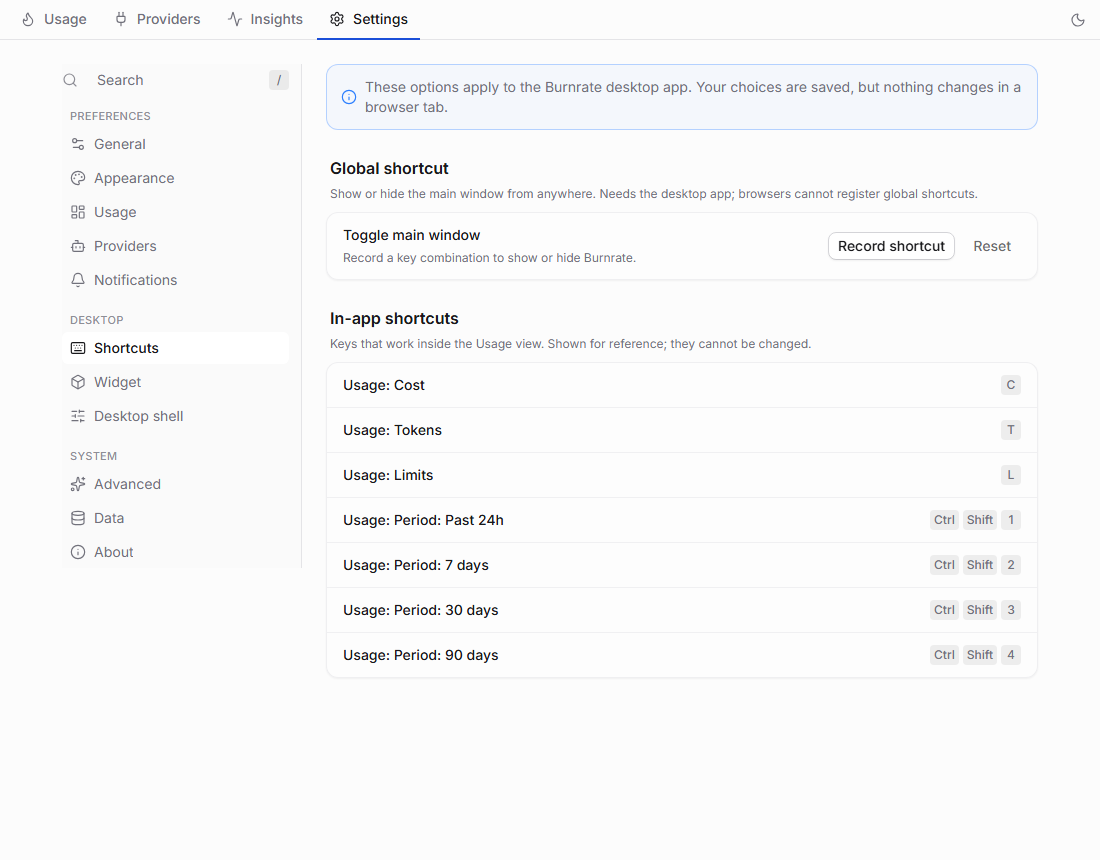 Usage Providers Insights Settings
Search /
PREFERENCES
General
Appearance
Usage
Providers
Notifications
DESKTOP
Shortcuts
Widget
Desktop shell
SYSTEM
Advanced
Data
About
These options apply to the Burnrate desktop app. Your choices are saved, but nothing changes in a
browser tab.
Global shortcut
Show or hide the main window from anywhere. Needs the desktop app; browsers cannot register global shortcuts.
Toggle main window
Record a key combination to show or hide Burnrate.
Record shortcut Reset
In-app shortcuts
Keys that work inside the Usage view. Shown for reference; they cannot be changed.
Usage: Cost C
Usage: Tokens T
Usage: Limits L
Usage: Period: Past 24h Ctrl Shift 1
Usage: Period: 7 days Ctrl Shift 2
Usage: Period: 30 days Ctrl Shift 3
Usage: Period: 90 days Ctrl Shift 4